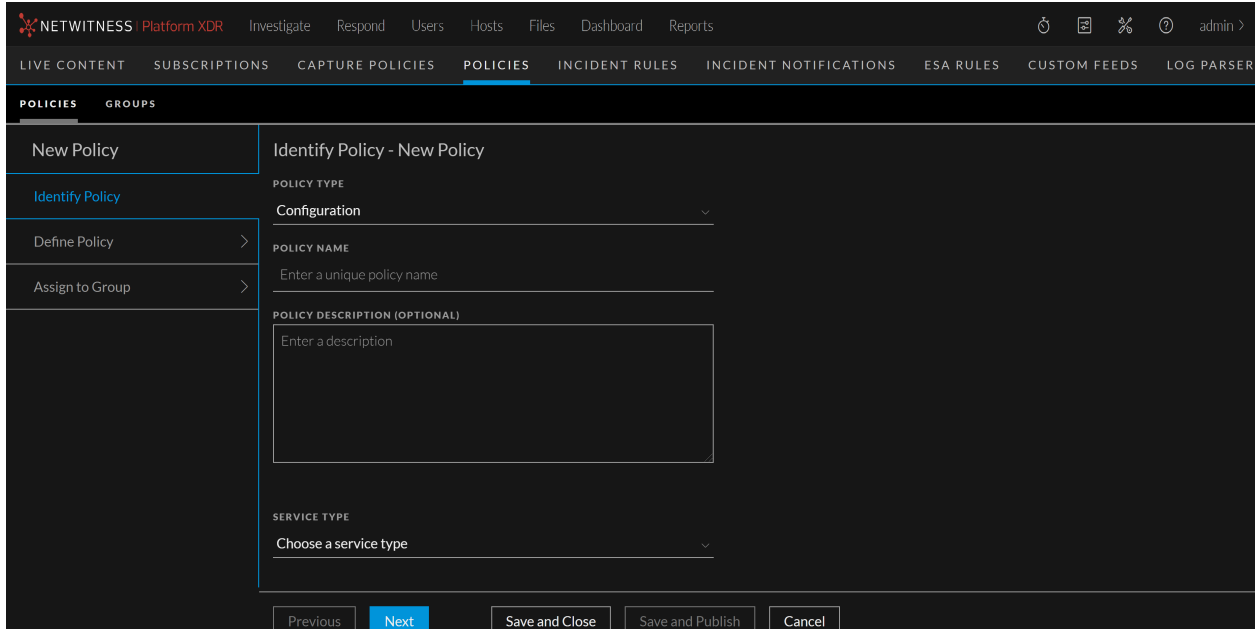 NETWITNESS | Platform XDR Investigate Respond Users Hosts Files Dashboard Reports admin >
LIVE CONTENT SUBSCRIPTIONS CAPTURE POLICIES POLICIES INCIDENT RULES INCIDENT NOTIFICATIONS ESA RULES CUSTOM FEEDS LOG PARSER
POLICIES GROUPS
New Policy
Identify Policy
Define Policy
Assign to Group
Identify Policy - New Policy
POLICY TYPE
Configuration
POLICY NAME
Enter a unique policy name
POLICY DESCRIPTION (OPTIONAL)
Enter a description
SERVICE TYPE
Choose a service type
Previous Next Save and Close Save and Publish Cancel